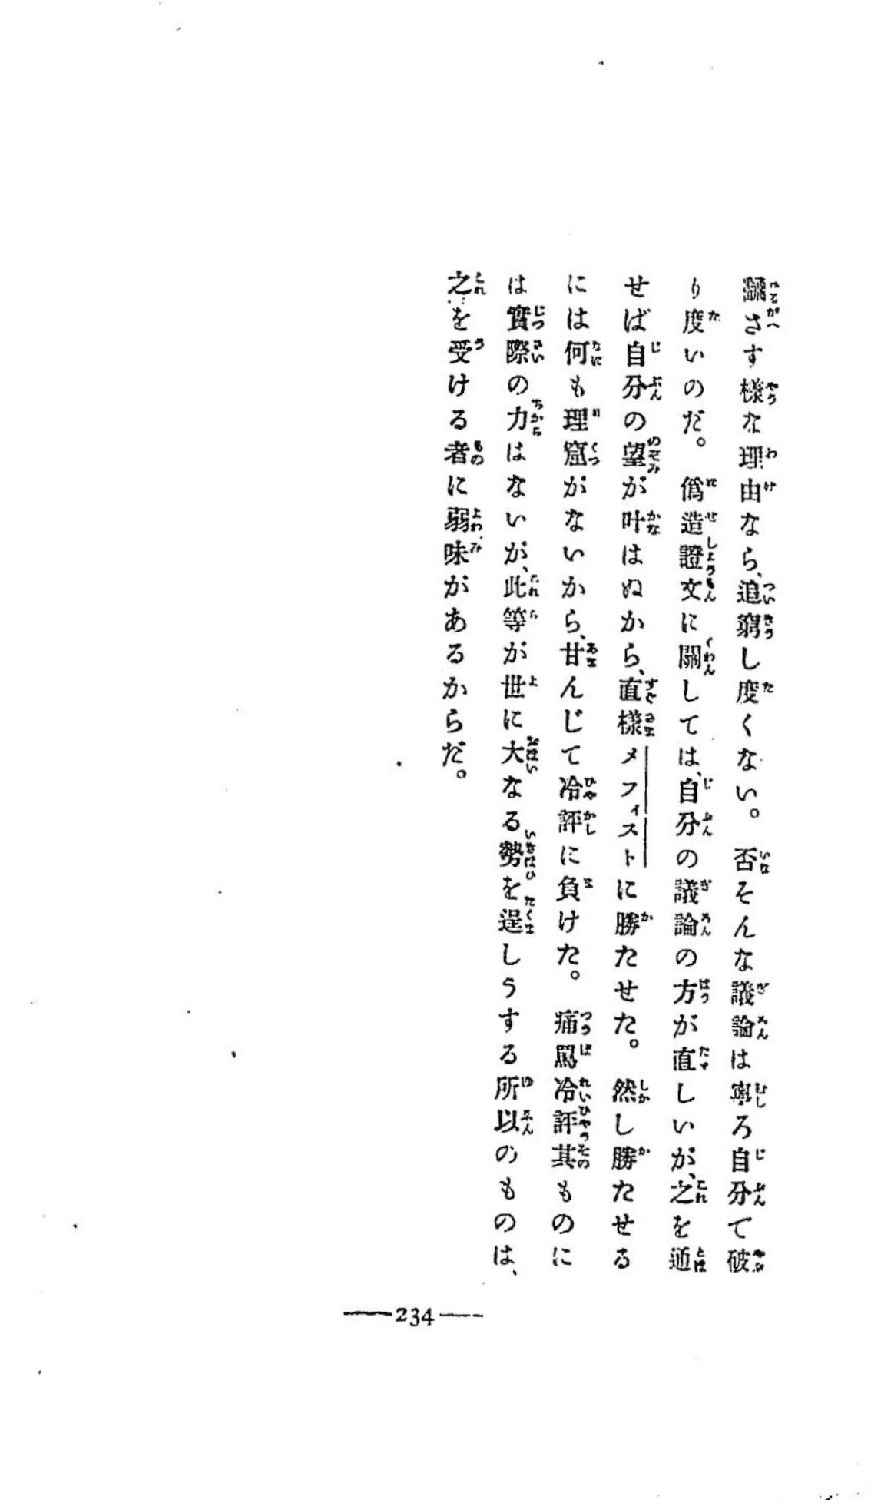 飜さす樣な理由なら、追窮し度くない。否そんな議論は寧ろ自分で破
り度いのだ。僞造證文に關しては、自分の議論の方が直しいが、之を通
せば自分の望が叶はぬから、直樣メフィストに勝たせた。然し勝たせる
には何も理窟がないから、甘んじて冷評に負けた。痛罵冷評其ものに
は實際の力はないが、此等が世に大なる勢を逞しうする所以のものは、
之を受ける者に弱味があるからだ。
234